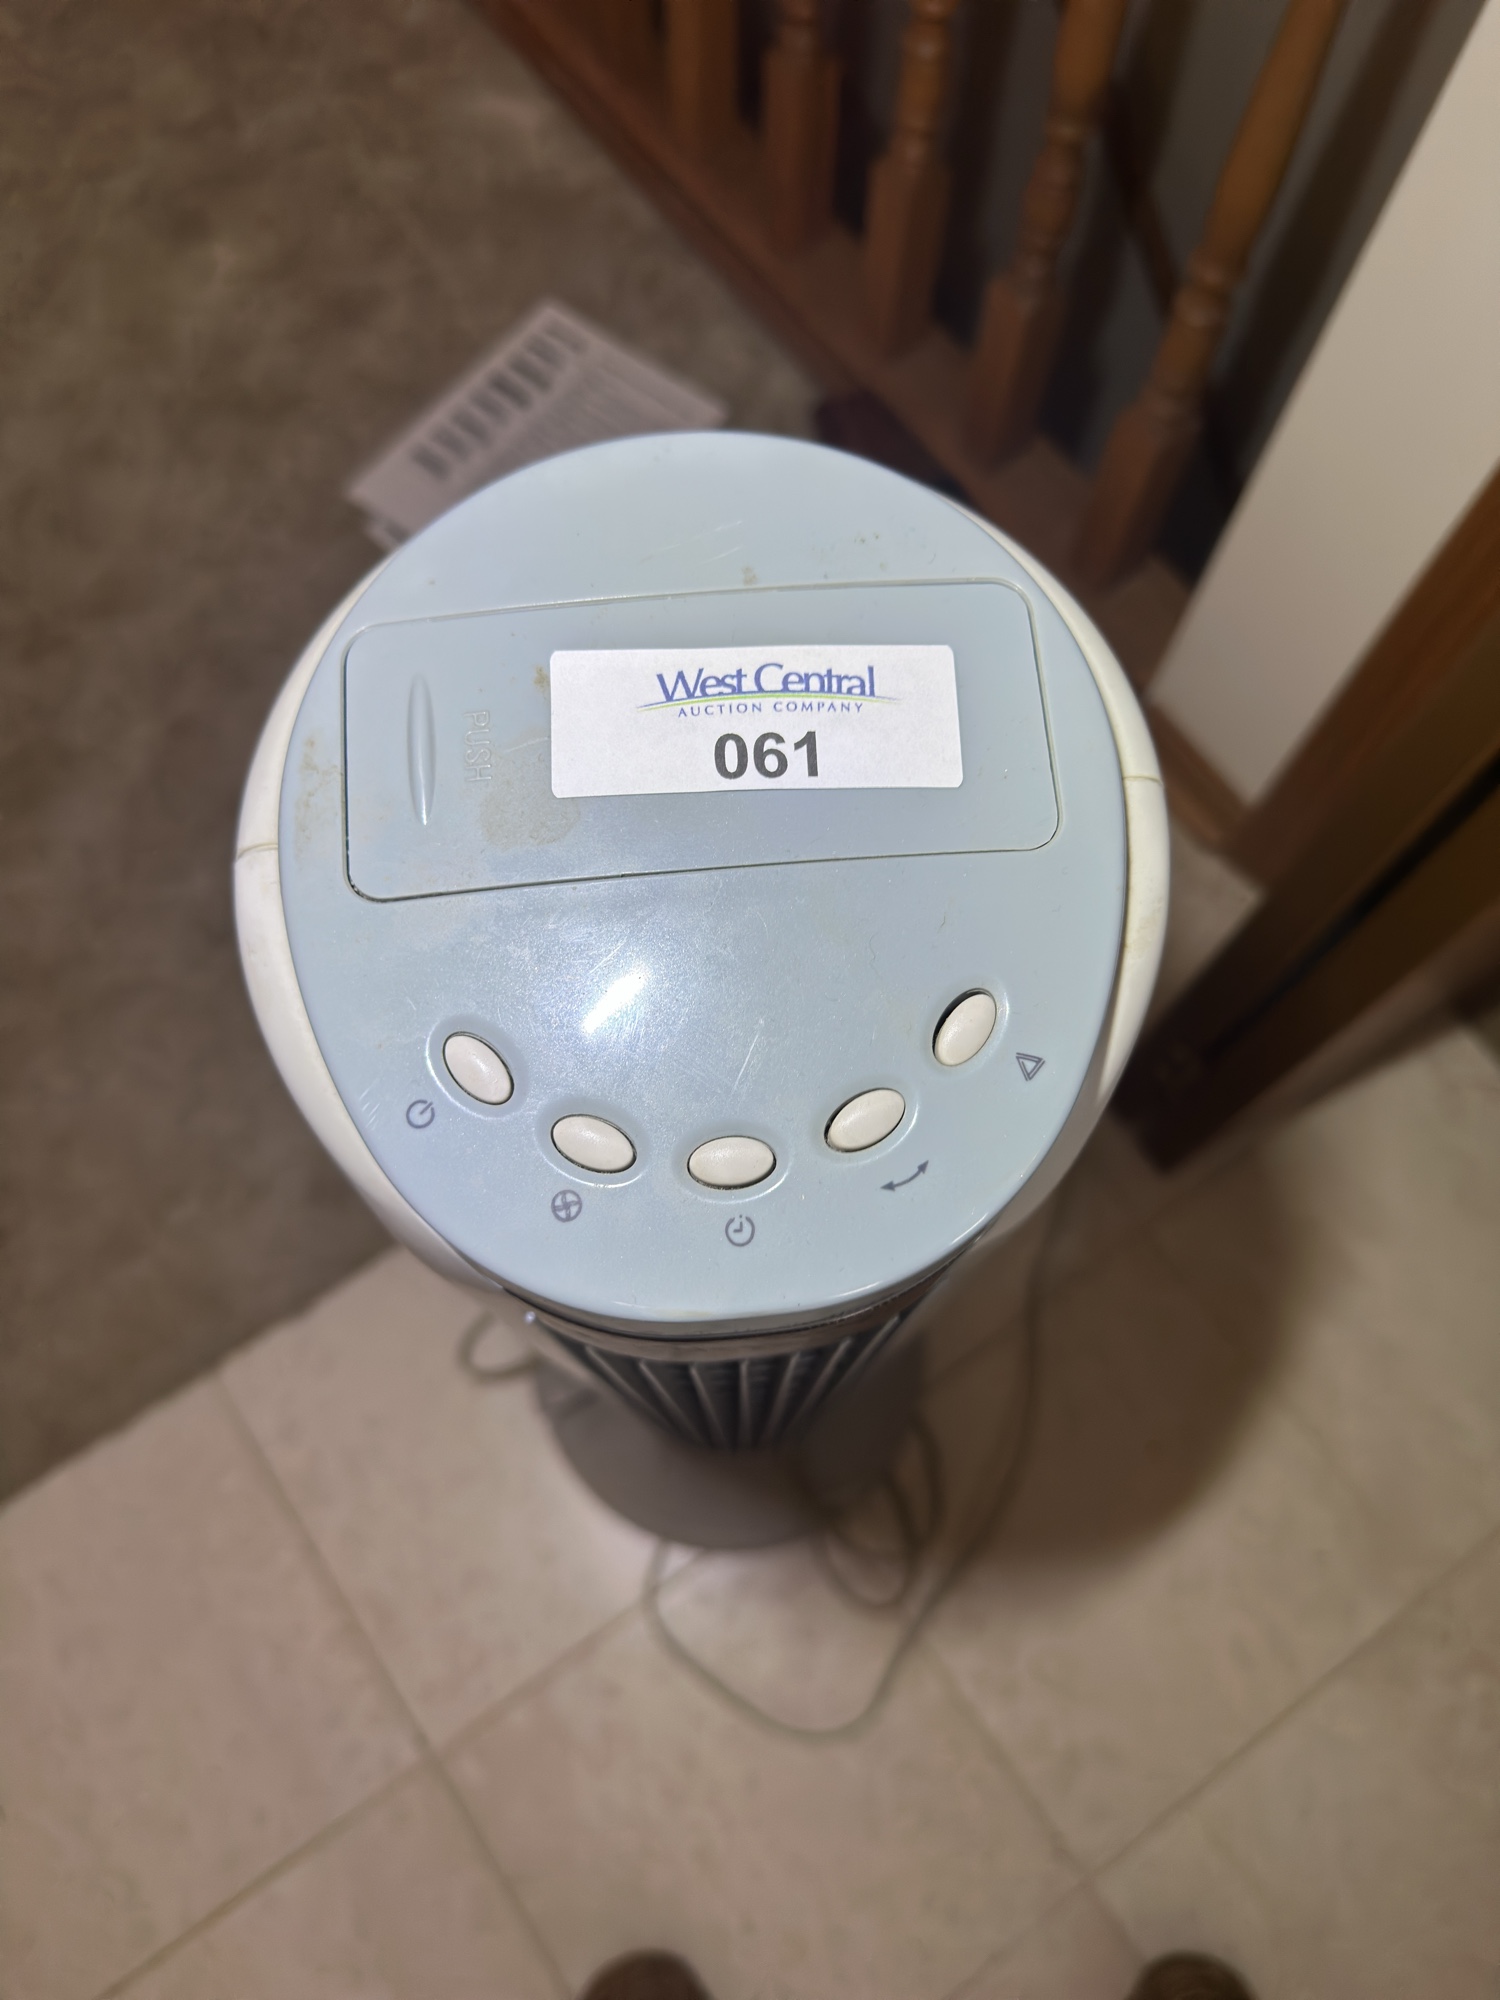 West Central
AUCTION COMPANY
061
PUSH